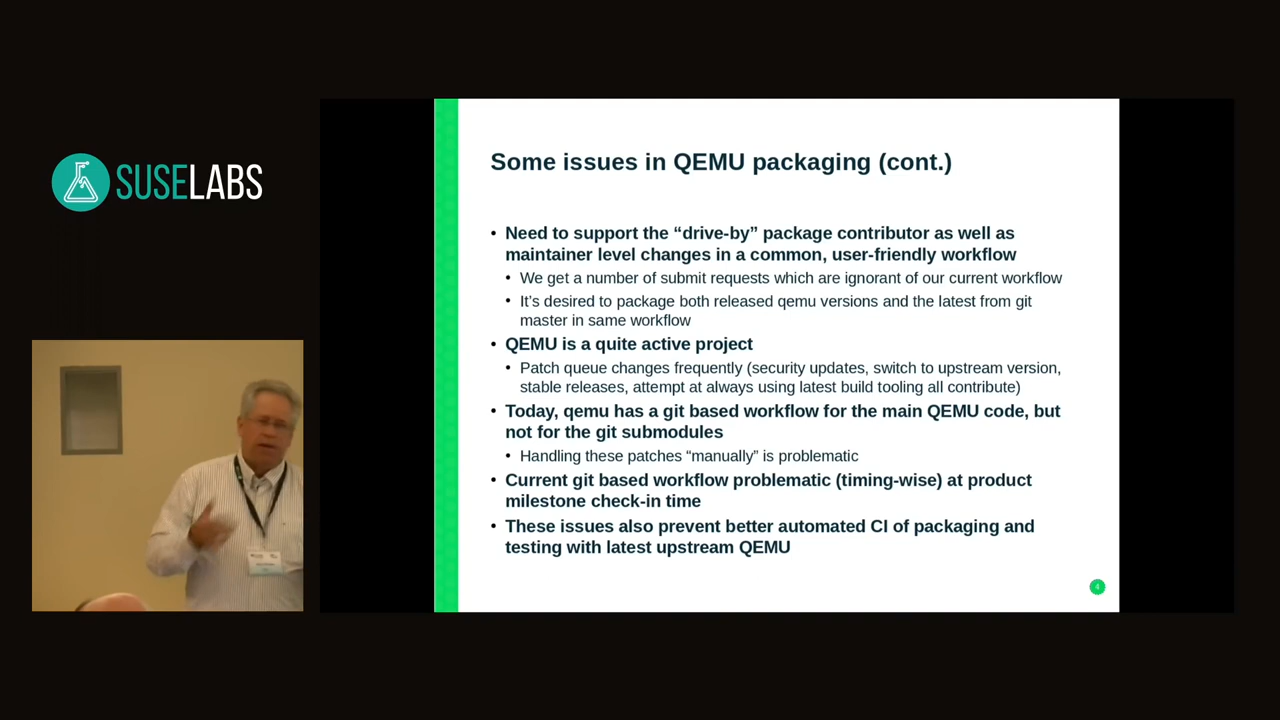 SUSELABS
Some issues in QEMU packaging (cont.)
• Need to support the “drive-by” package contributor as well as
maintainer level changes in a common, user-friendly workflow
• We get a number of submit requests which are ignorant of our current workflow
• It’s desired to package both released qemu versions and the latest from git
master in same workflow
• QEMU is a quite active project
• Patch queue changes frequently (security updates, switch to upstream version,
stable releases, attempt at always using latest build tooling all contribute)
• Today, qemu has a git based workflow for the main QEMU code, but
not for the git submodules
• Handling these patches “manually” is problematic
• Current git based workflow problematic (timing-wise) at product
milestone check-in time
• These issues also prevent better automated CI of packaging and
testing with latest upstream QEMU
4